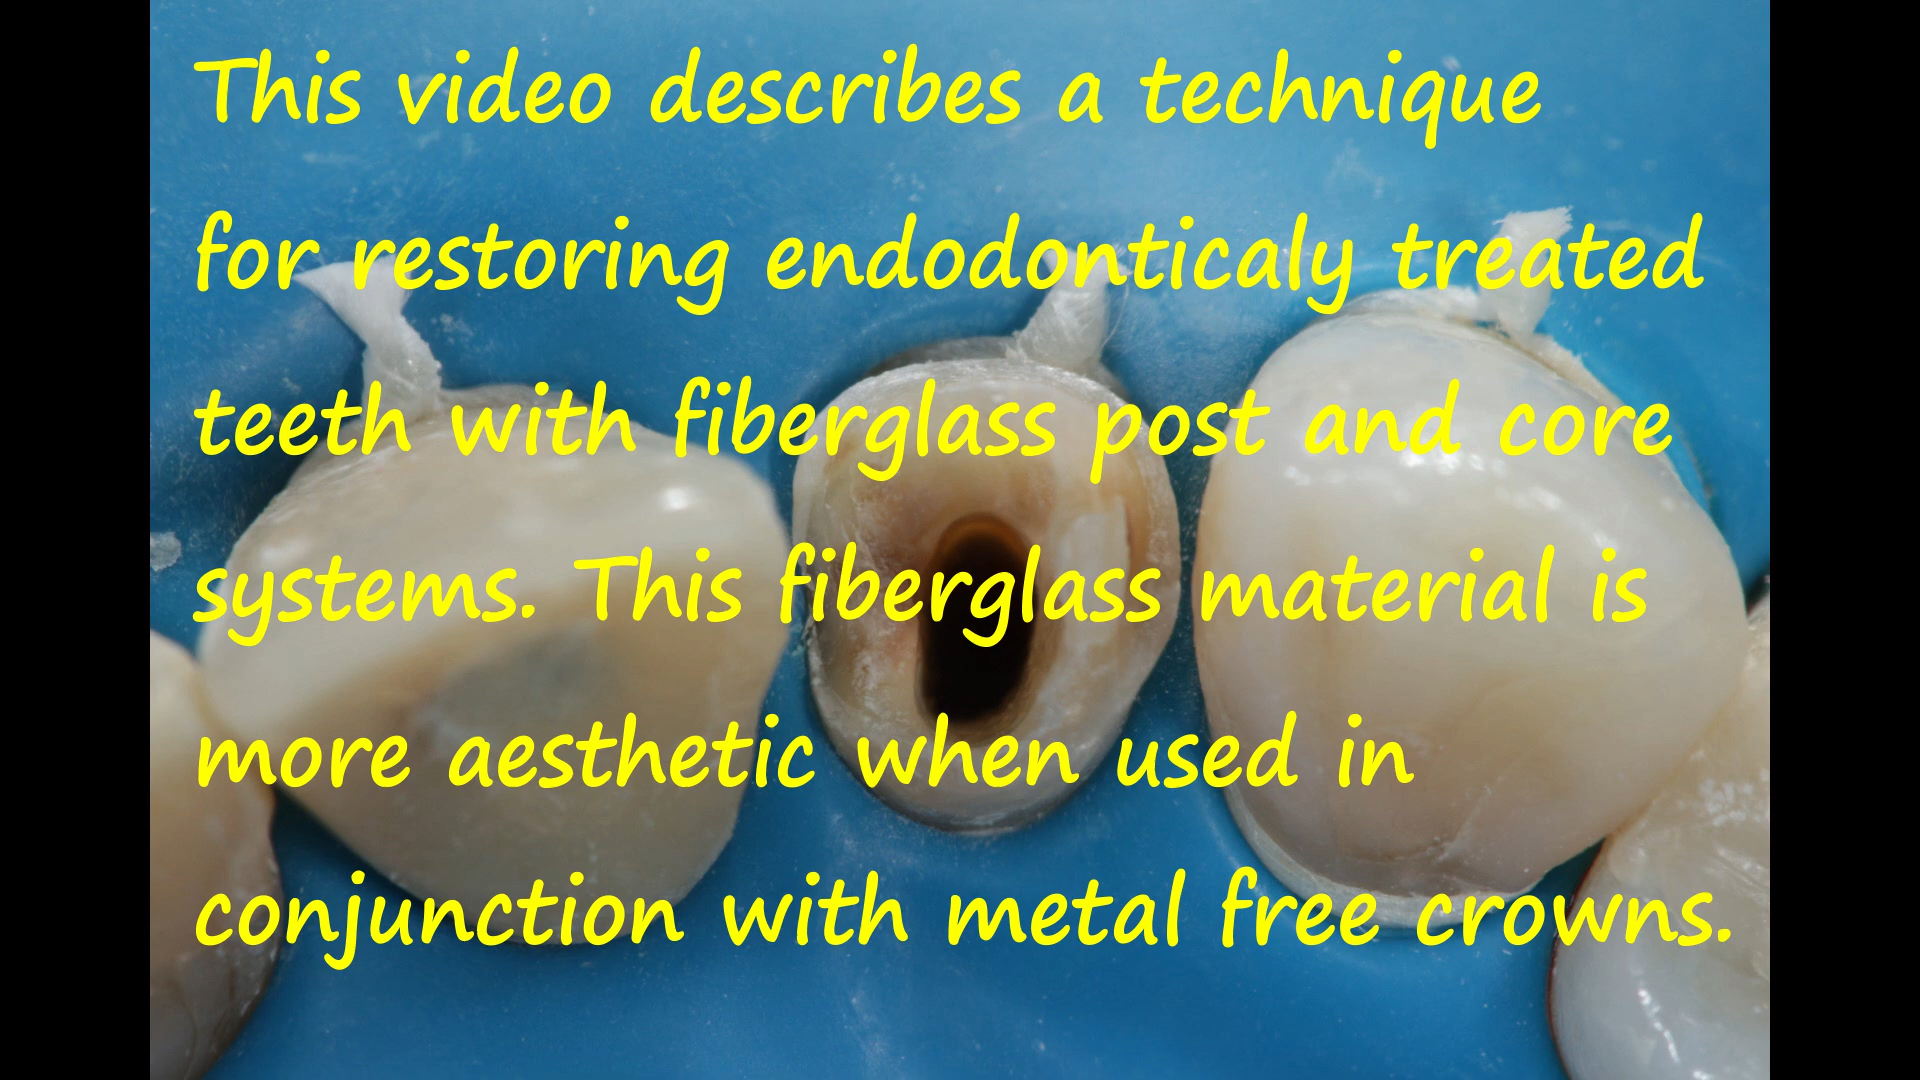 This video describes a technique
for restoring endodonticaly treated
teeth with fiberglass post and core
systems. This fiberglass material is
more aesthetic when used in
conjunction with metal free crowns.